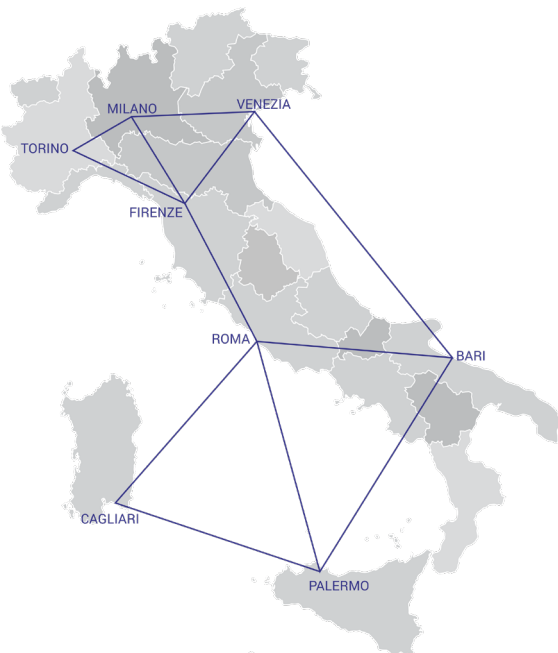 VENEZIA
MILANO
TORINO
FIRENZE
ROMA
BARI
CAGLIARI
PALERMO